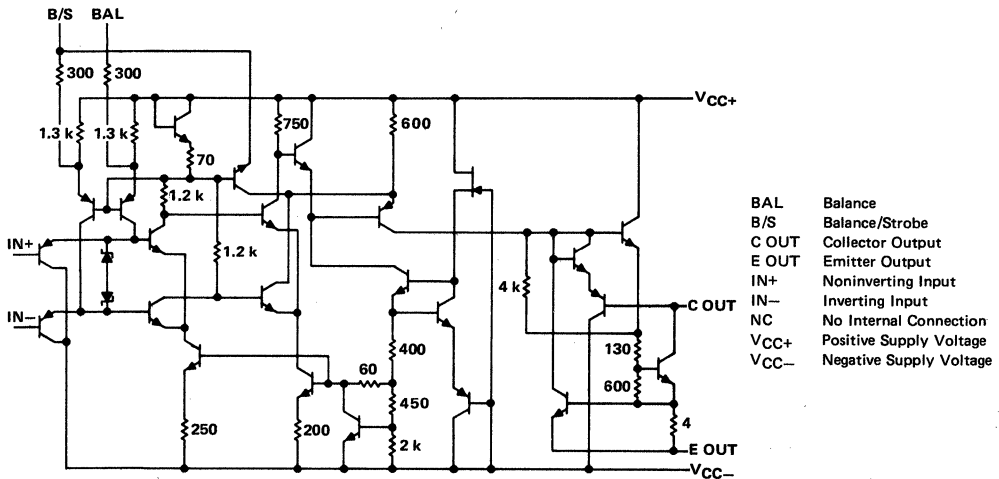 B/S BAL
300 300
VCC+
1.3 k 1.3 k 750 600
70
1.2 k
IN+
1.2 k
4 k
C OUT
IN−
130
400
60
600
450
4
250 200 2 k
E OUT
VCC−
BAL Balance
B/S Balance/Strobe
C OUT Collector Output
E OUT Emitter Output
IN+ Noninverting Input
IN− Inverting Input
NC No Internal Connection
VCC+ Positive Supply Voltage
VCC− Negative Supply Voltage